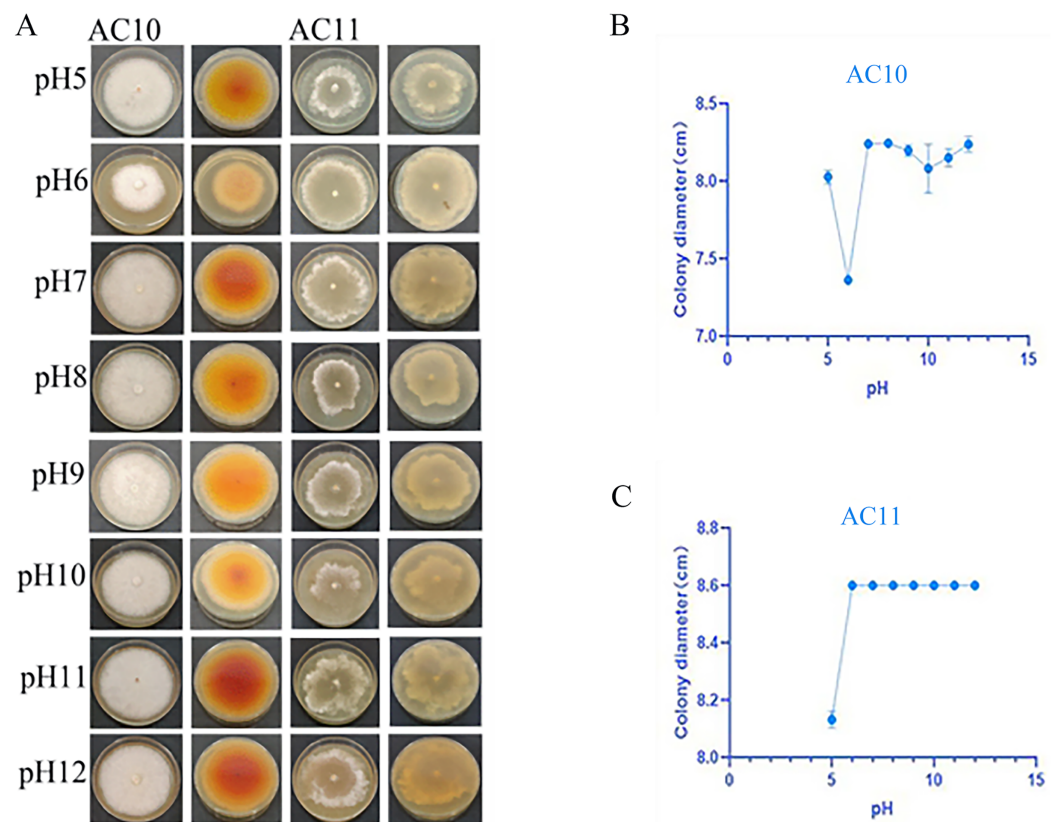 A
AC10
AC11
pH5
pH6
pH7
pH8
pH9
pH10
pH11
pH12
B
AC10
Colony diameter(cm)
8.5
8.0
7.5
7.0
0
5
10
15
pH
C
AC11
Colony diameter(cm)
8.8
8.6
8.4
8.2
8.0
0
5
10
15
pH